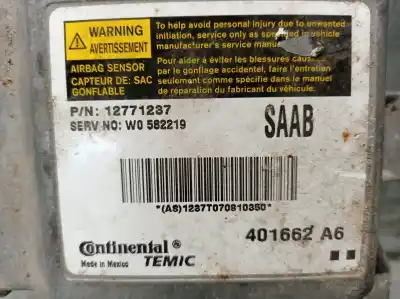 WARNING
AVERTISSEMENT
AIRBAG SENSOR
CAPTEUR DE SAC
GONFLABLE
To help avoid personal injury due to unwanted
initiation, service only as specified in vehicle
manufacturer's service manual
Pour aider à éviter les blessures causées
par le gonflage accidentel, faire l'entretien
seulement comme spécifié dans le manuel
de réparation du fabricant du véhicule.
P/N: 12771237
SERV NO: W0 582219
SAAB
*(AS)1237T070810350*
Continental ®
Made in Mexico TEMIC
401662 A6